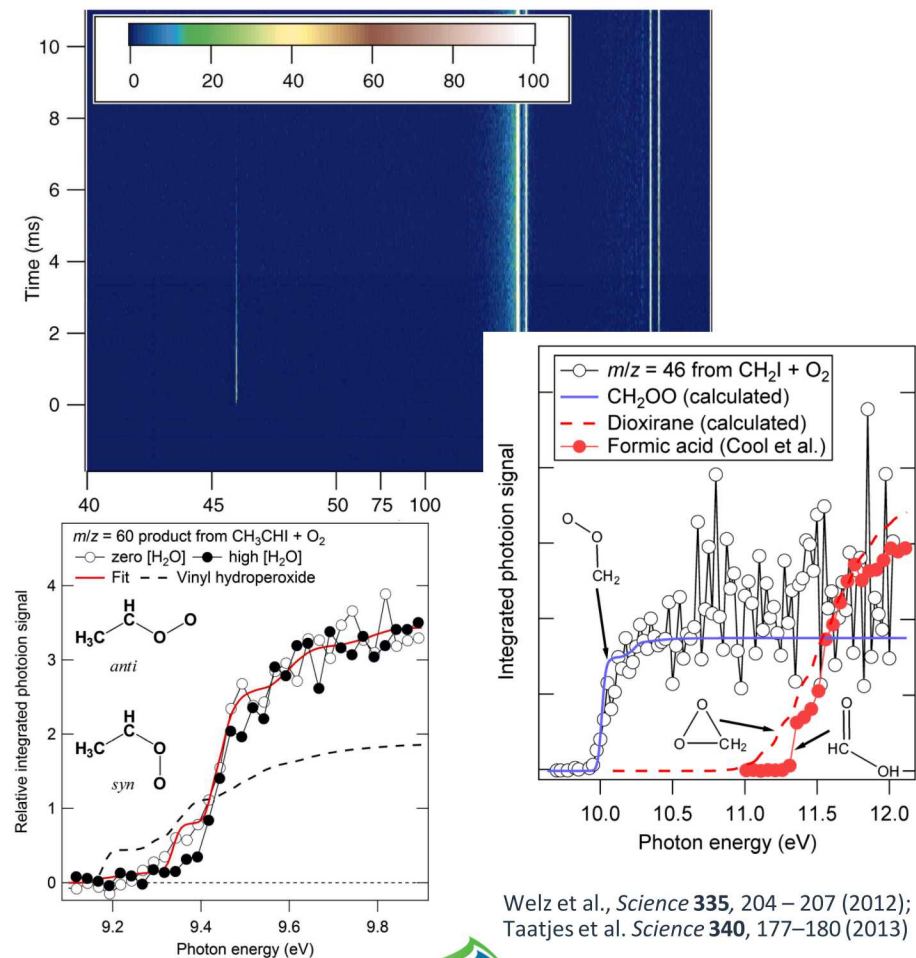 0 20 40 60 80 100
10
8
6
4
2
0
Time (ms)
40 45 50 75 100
m/z = 46 from CH2I + O2
CH2OO (calculated)
Dioxirane (calculated)
Formic acid (Cool et al.)
Integrated photoion signal
O
O
CH2
O
O CH2
O
HC
OH
10.0 10.5 11.0 11.5 12.0
Photon energy (eV)
m/z = 60 product from CH3CHI + O2
zero [H2O] high [H2O]
Fit Vinyl hydroperoxide
4
3
2
1
0
Relative integrated photoion signal
H
H3C C O O
anti
H
H3C C O
syn O
9.2 9.4 9.6 9.8
Photon energy (eV)
Welz et al., Science 335, 204 – 207 (2012);
Taatjes et al. Science 340, 177–180 (2013)